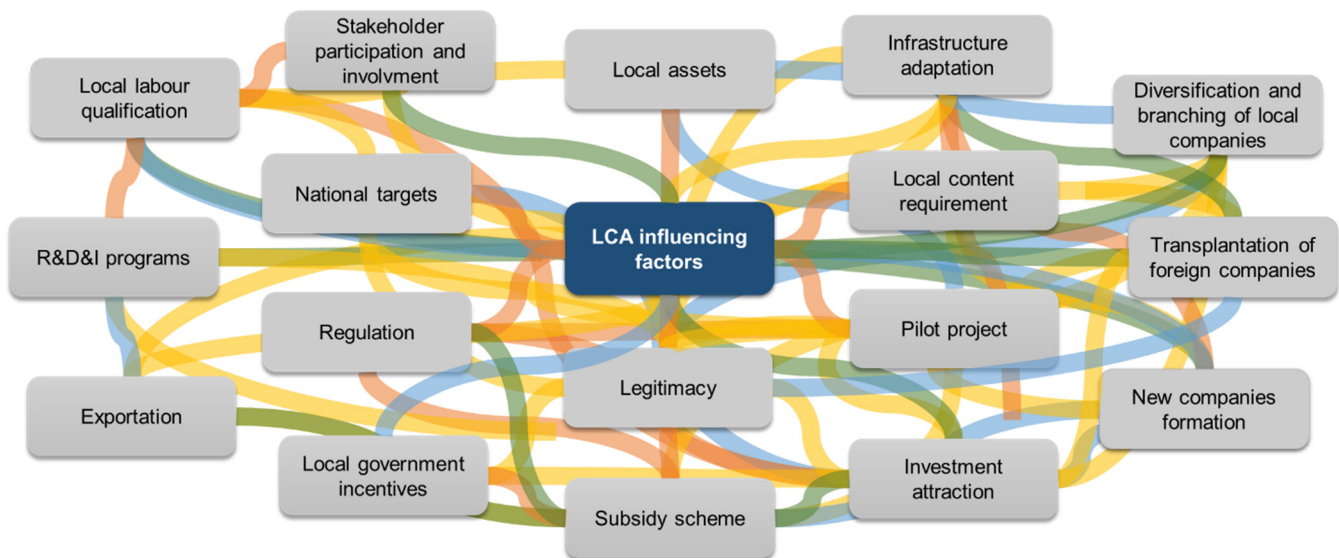 Stakeholder
participation and
involvment
Local assets
Infrastructure
adaptation
Local labour
qualification
Diversification and
branching of local
companies
National targets
Local content
requirement
LCA influencing
factors
R&D&I programs
Transplantation of
foreign companies
Regulation
Pilot project
Legitimacy
Exportation
New companies
formation
Local government
incentives
Investment
attraction
Subsidy scheme